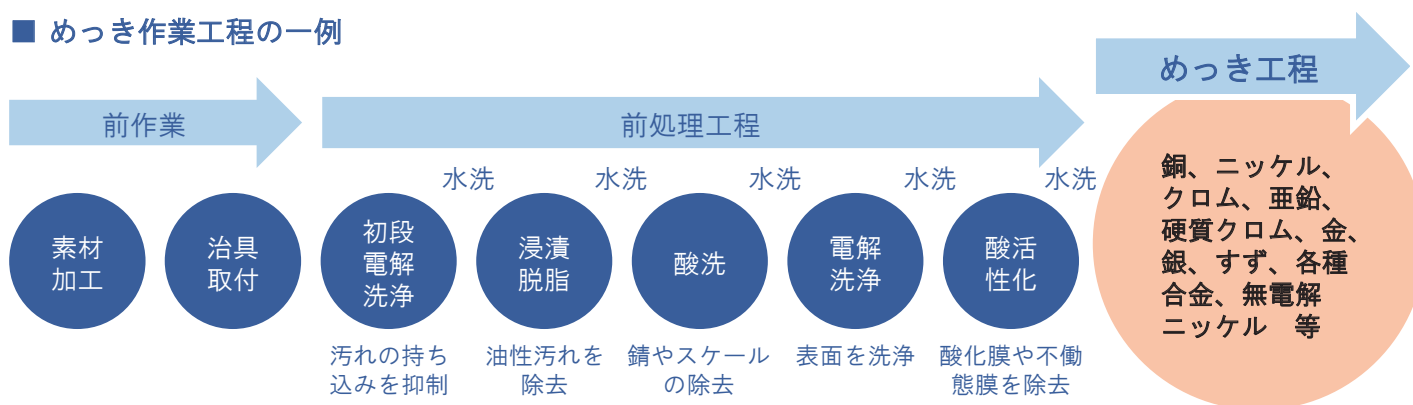 ■ めっき作業工程の一例
めっき工程
前作業
前処理工程
水洗
水洗
水洗
水洗
水洗
素材
加工
治具
取付
初段
電解
洗浄
浸漬
脱脂
酸洗
電解
洗浄
酸活
性化
汚れの持ち
込みを抑制
油性汚れを
除去
錆やスケール
の除去
表面を洗浄
酸化膜や不働
態膜を除去
銅、ニッケル、
クロム、亜鉛、
硬質クロム、金、
銀、すず、各種
合金、無電解
ニッケル　等